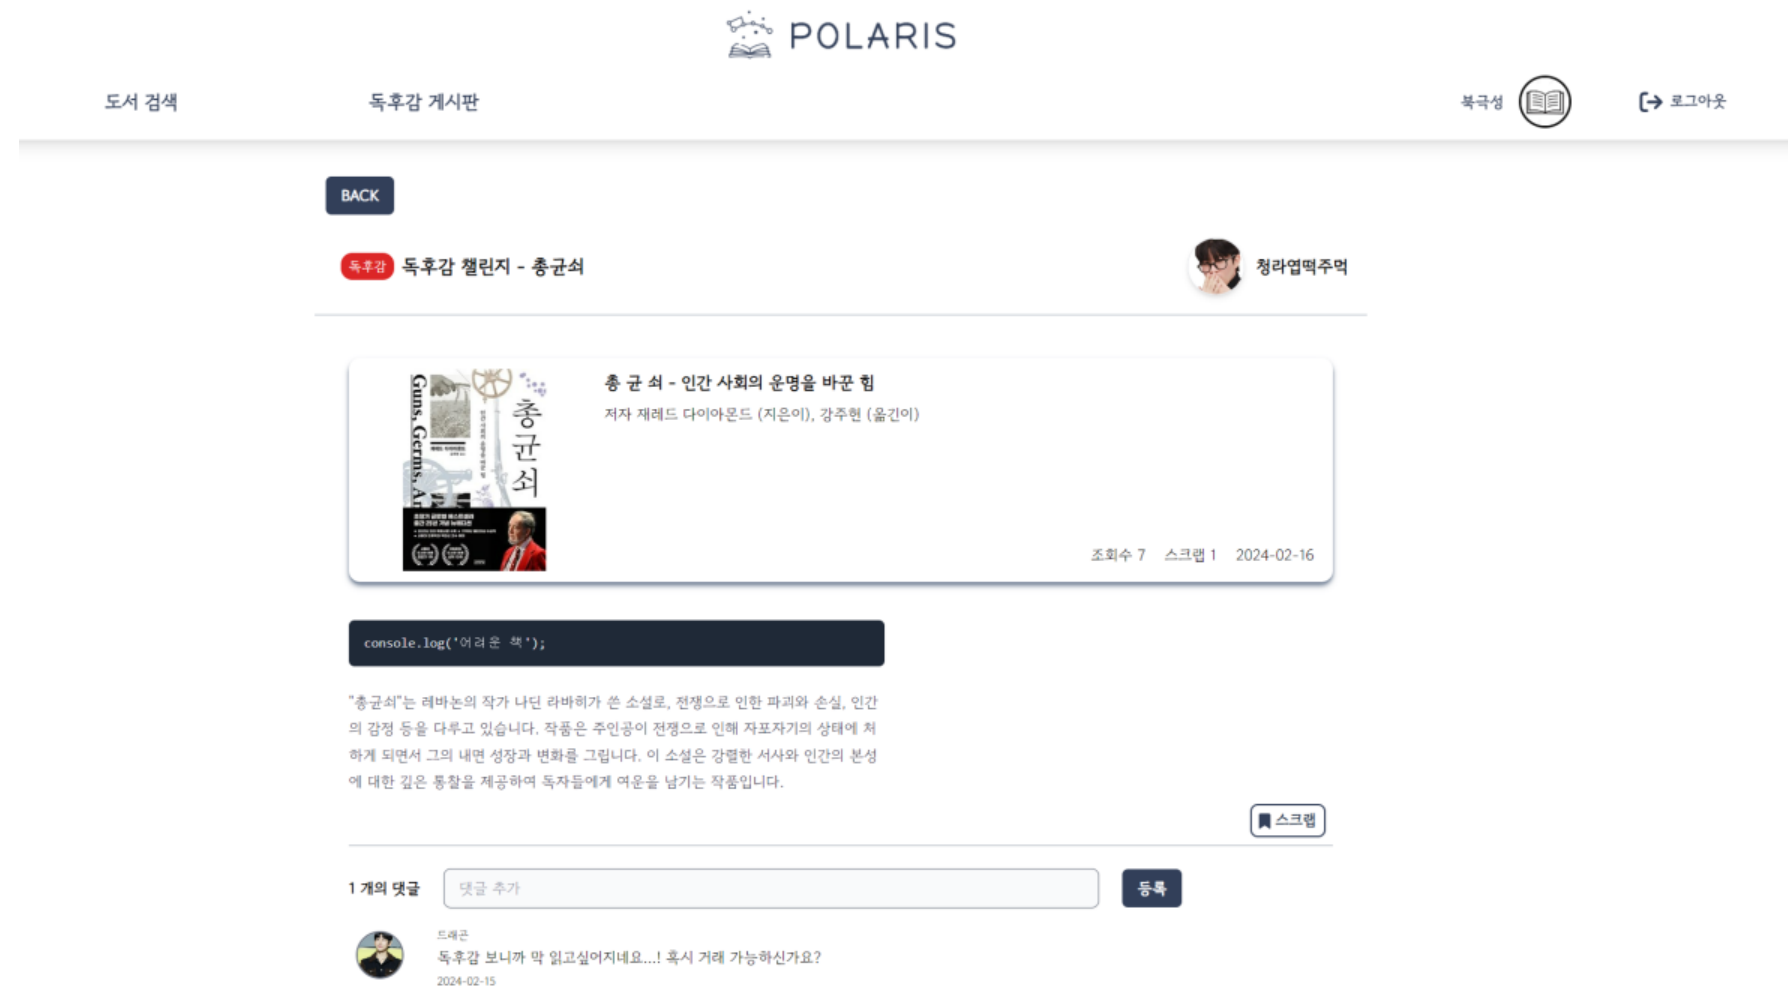 POLARIS
도서 검색
독후감 게시판
북극성
로그아웃
BACK
독후감 독후감 챌린지 - 총균쇠
청라엽떡주먹
Guns, Germs, An
총균쇠
총 균 쇠 - 인간 사회의 운명을 바꾼 힘
저자 재레드 다이아몬드 (지은이), 강주헌 (옮긴이)
조회수 7 스크랩 1 2024-02-16
console.log('어려운 책');
"총균쇠"는 레바논의 작가 나딘 라바히가 쓴 소설로, 전쟁으로 인한 파괴와 손실, 인간
의 감정 등을 다루고 있습니다. 작품은 주인공이 전쟁으로 인해 자포자기의 상태에 처
하게 되면서 그의 내면 성장과 변화를 그립니다. 이 소설은 강렬한 서사와 인간의 본성
에 대한 깊은 통찰을 제공하여 독자들에게 여운을 남기는 작품입니다.
스크랩
1 개의 댓글
댓글 추가
등록
드래곤
독후감 보니까 막 읽고싶어지네요...! 혹시 거래 가능하신가요?
2024-02-15